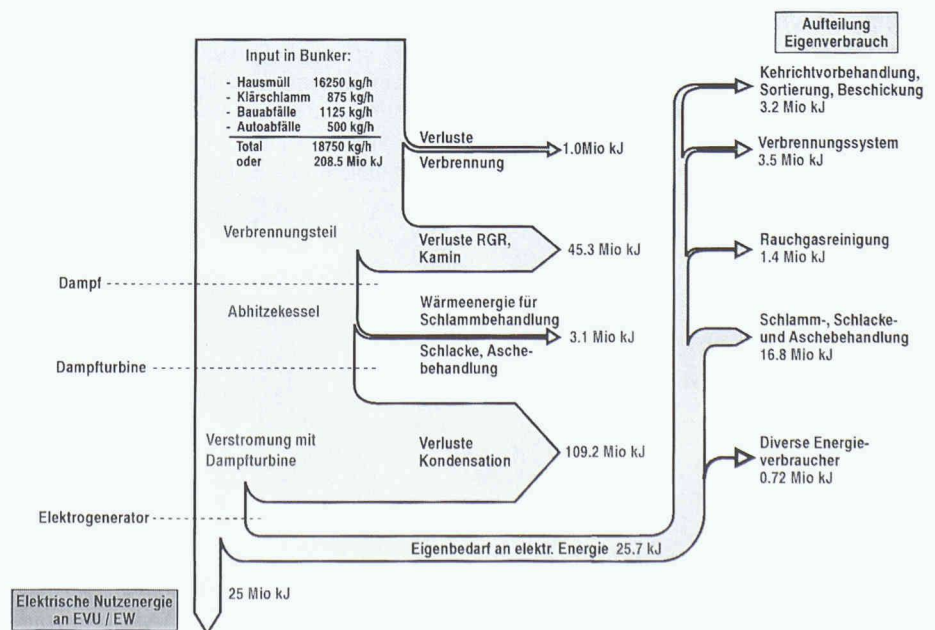 Input in Bunker:
- Hausmüll 16250 kg/h
- Klärschlamm 875 kg/h
- Bauabfälle 1125 kg/h
- Autoabfälle 500 kg/h
Total 18750 kg/h
oder 208.5 Mio kJ
Verluste
Verbrennung
1.0Mio kJ
Verbrennungsteil
Verluste RGR,
Kamin
45.3 Mio kJ
Dampf
Abhitzekessel
Wärmeenergie für
Schlammbehandlung
3.1 Mio kJ
Schlacke, Asche-
behandlung
Dampfturbine
Verstromung mit
Dampfturbine
Verluste
Kondensation
109.2 Mio kJ
Elektrogenerator
Eigenbedarf an elektr. Energie 25.7 kJ
25 Mio kJ
Elektrische Nutzenergie
an EVU / EW
Aufteilung
Eigenverbrauch
Kehrichtvorbehandlung,
Sortierung, Beschickung
3.2 Mio kJ
Verbrennungssystem
3.5 Mio kJ
Rauchgasreinigung
1.4 Mio kJ
Schlamm-, Schlacke-
und Aschebehandlung
16.8 Mio kJ
Diverse Energie-
verbraucher
0.72 Mio kJ